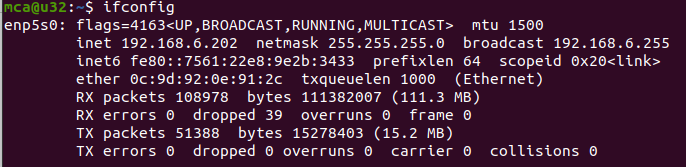 mca@u32:~$ ifconfig
enp5s0: flags=4163<UP,BROADCAST,RUNNING,MULTICAST>  mtu 1500
        inet 192.168.6.202  netmask 255.255.255.0  broadcast 192.168.6.255
        inet6 fe80::7561:22e8:9e2b:3433  prefixlen 64  scopeid 0x20<link>
        ether 0c:9d:92:0e:91:2c  txqueuelen 1000  (Ethernet)
        RX packets 108978  bytes 111382007 (111.3 MB)
        RX errors 0  dropped 39  overruns 0  frame 0
        TX packets 51388  bytes 15278403 (15.2 MB)
        TX errors 0  dropped 0 overruns 0  carrier 0  collisions 0